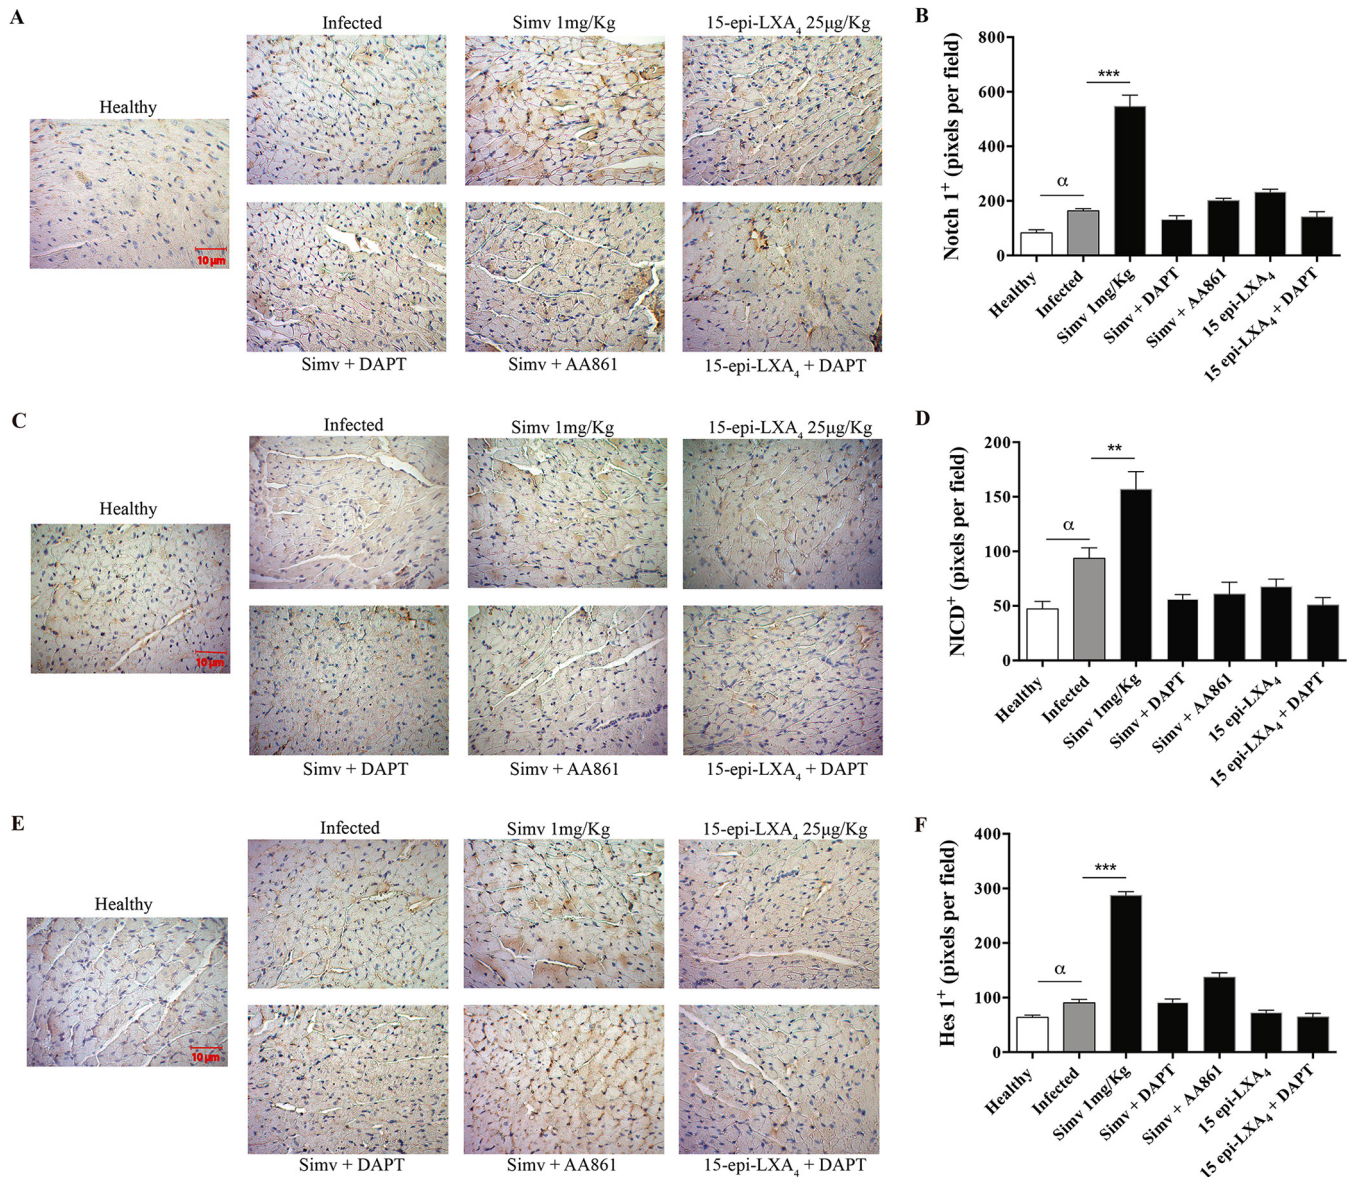 A
Infected
Simv 1mg/Kg
15-epi-LXA4 25µg/Kg
Healthy
10 µm
Simv + DAPT
Simv + AA861
15-epi-LXA4 + DAPT
B
Notch 1+ (pixels per field)
800
600
400
200
0
α
***
Healthy
Infected
Simv 1mg/Kg
Simv + DAPT
Simv + AA861
15 epi-LXA4
15 epi-LXA4 + DAPT
C
Infected
Simv 1mg/Kg
15-epi-LXA4 25µg/Kg
Healthy
10 µm
Simv + DAPT
Simv + AA861
15-epi-LXA4 + DAPT
D
NICD+ (pixels per field)
200
150
100
50
0
α
**
Healthy
Infected
Simv 1mg/Kg
Simv + DAPT
Simv + AA861
15 epi-LXA4
15 epi-LXA4 + DAPT
E
Infected
Simv 1mg/Kg
15-epi-LXA4 25µg/Kg
Healthy
10 µm
Simv + DAPT
Simv + AA861
15-epi-LXA4 + DAPT
F
Hes 1+ (pixels per field)
400
300
200
100
0
α
***
Healthy
Infected
Simv 1mg/Kg
Simv + DAPT
Simv + AA861
15 epi-LXA4
15 epi-LXA4 + DAPT